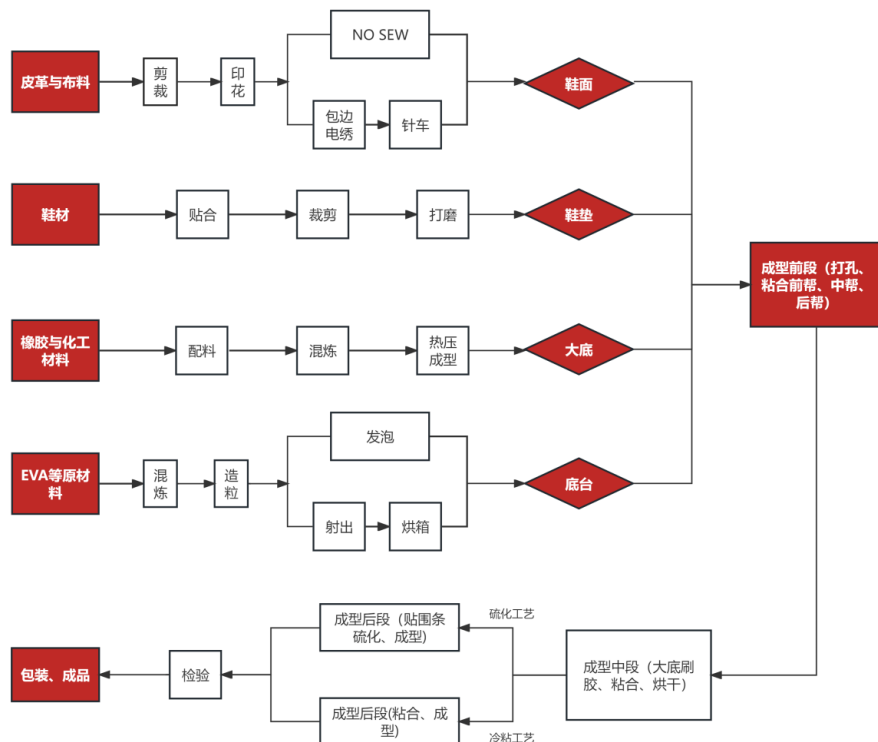 NO SEW
皮革与布料
剪
裁
印
花
鞋面
包边
电绣
针车
鞋材
贴合
裁剪
打磨
鞋垫
成型前段（打孔、
粘合前帮、中帮、
后帮）
橡胶与化工
材料
配料
混炼
热压
成型
大底
发泡
EVA等原材
料
混
炼
造
粒
底台
射出
烘箱
成型后段（贴围条
硫化、成型)
硫化工艺
包装、成品
检验
成型中段（大底刷
胶、粘合、烘干）
成型后段(粘合、成
型)
冷粘工艺